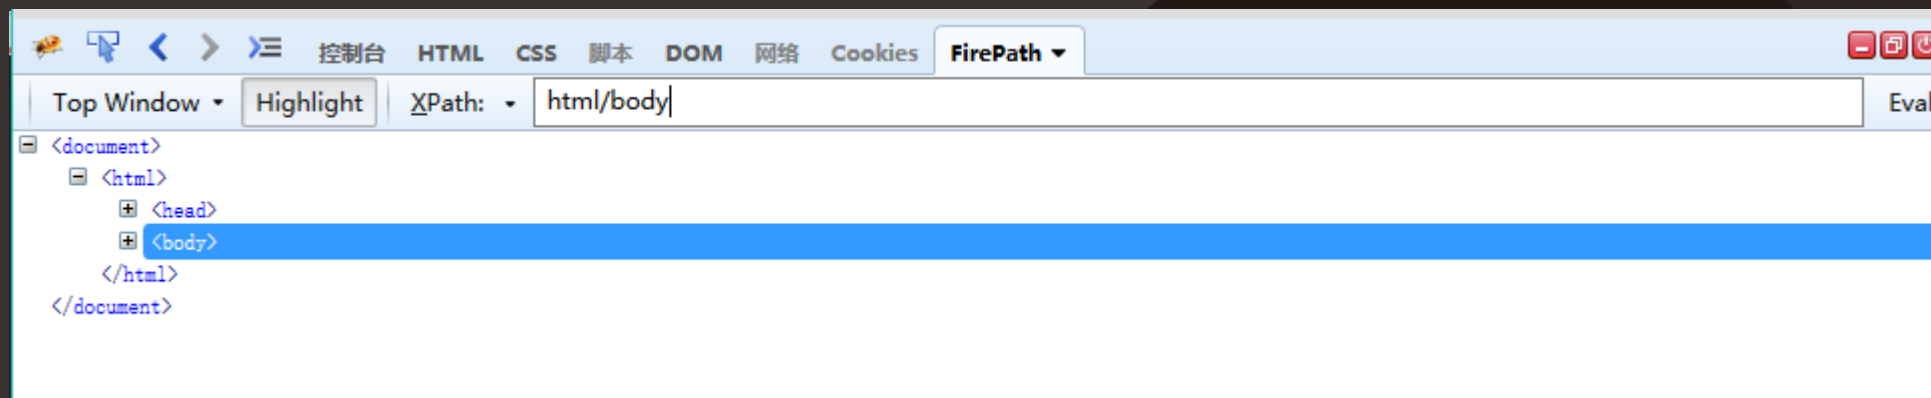 控制台 HTML CSS 脚本 DOM 网络 Cookies FirePath
Top Window Highlight XPath: html/body Eval
<document>
<html>
<head>
<body>
</html>
</document>